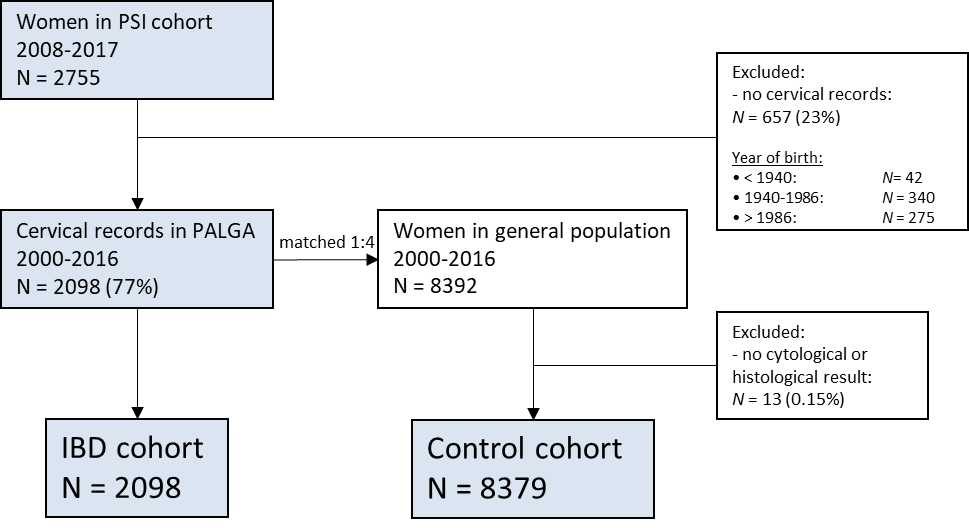 Women in PSI cohort
2008-2017
N = 2755
Excluded:
- no cervical records:
N = 657 (23%)
Year of birth:
• < 1940: N= 42
• 1940-1986: N = 340
• > 1986: N = 275
Cervical records in PALGA
2000-2016
N = 2098 (77%)
matched 1:4
Women in general population
2000-2016
N = 8392
Excluded:
- no cytological or
histological result:
N = 13 (0.15%)
IBD cohort
N = 2098
Control cohort
N = 8379